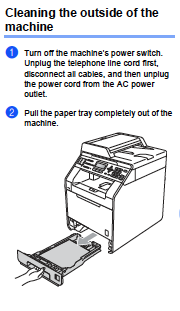 Cleaning the outside of the
machine
1 Turn off the machine's power switch.
Unplug the telephone line cord first,
disconnect all cables, and then unplug
the power cord from the AC power
outlet.
2 Pull the paper tray completely out of the
machine.